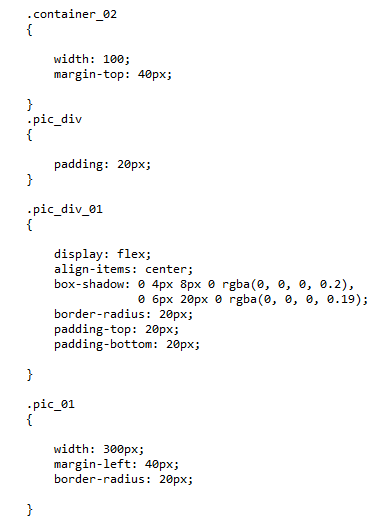 .container_02
{
width: 100;
margin-top: 40px;
}
.pic_div
{
padding: 20px;
}
.pic_div_01
{
display: flex;
align-items: center;
box-shadow: 0 4px 8px 0 rgba(0, 0, 0, 0.2),
0 6px 20px 0 rgba(0, 0, 0, 0.19);
border-radius: 20px;
padding-top: 20px;
padding-bottom: 20px;
}
.pic_01
{
width: 300px;
margin-left: 40px;
border-radius: 20px;
}